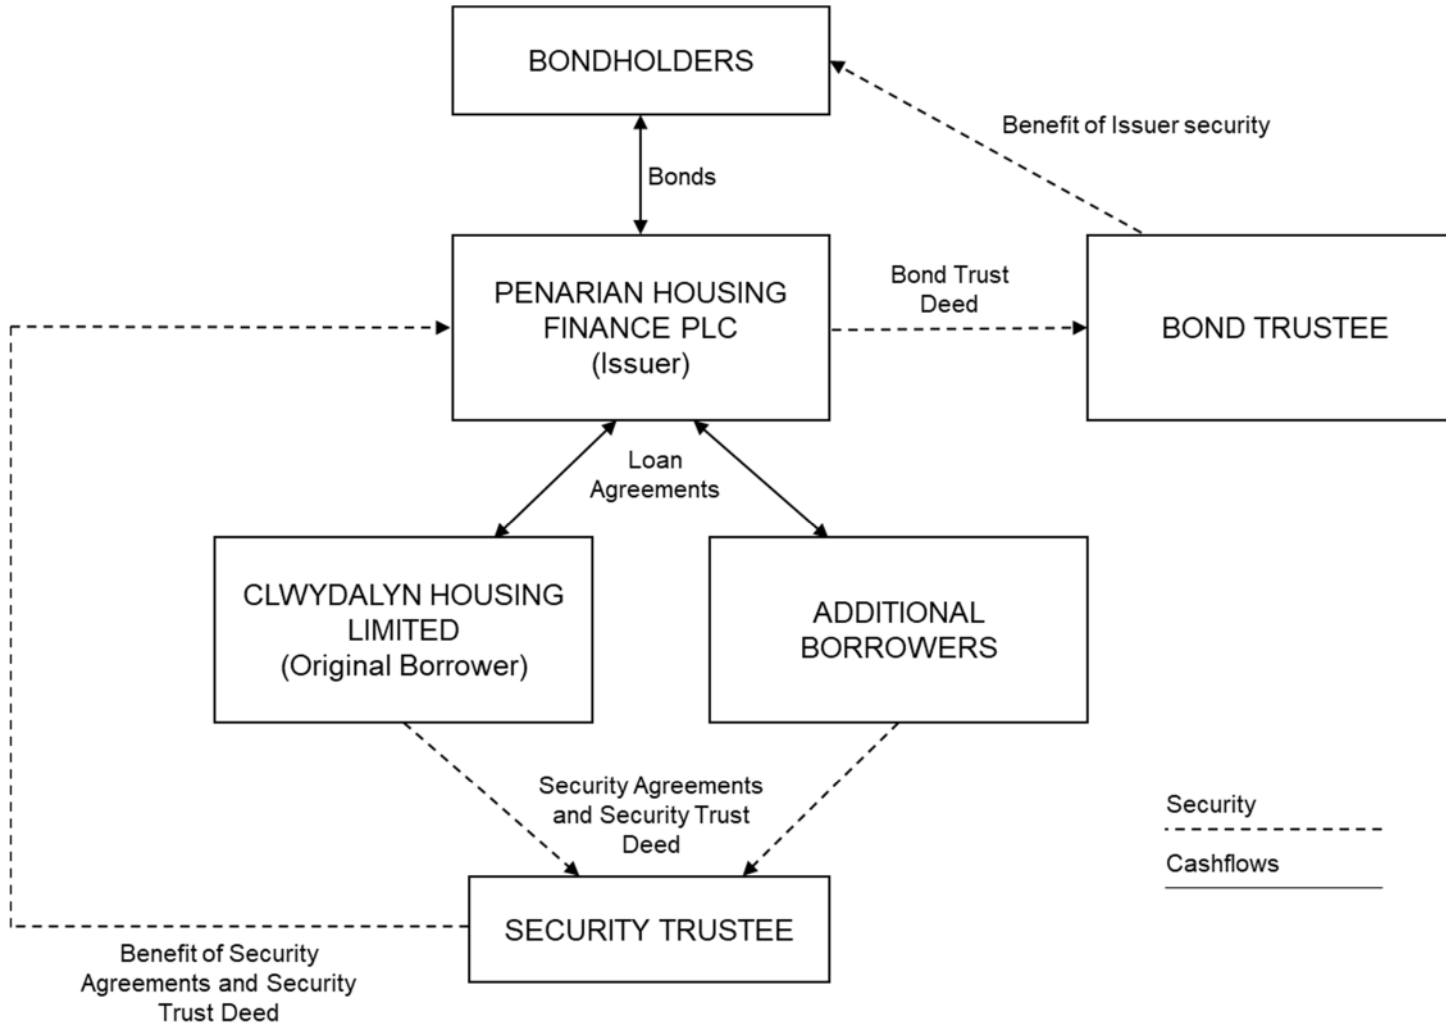 BONDHOLDERS
Benefit of Issuer security
Bonds
PENARIAN HOUSING
FINANCE PLC
(Issuer)
Bond Trust
Deed
BOND TRUSTEE
Loan
Agreements
CLWYDALYN HOUSING
LIMITED
(Original Borrower)
ADDITIONAL
BORROWERS
Security Agreements
and Security Trust
Deed
Security
Cashflows
SECURITY TRUSTEE
Benefit of Security
Agreements and Security
Trust Deed